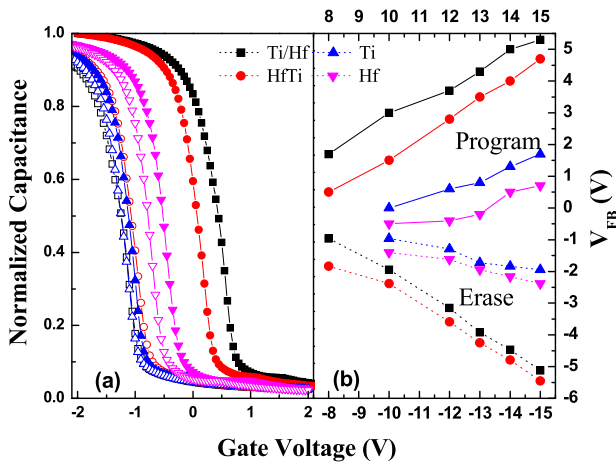 8 9 10 11 12 13 14 15
1.0
0.8
0.6
0.4
0.2
0.0
Normalized Capacitance
Ti/Hf
HfTi
Ti
Hf
Program
Erase
5
4
3
2
1
0
-1
-2
-3
-4
-5
-6
V_FB (V)
(a)
(b)
-2 -1 0 1 2
-8 -9 -10 -11 -12 -13 -14 -15
Gate Voltage (V)